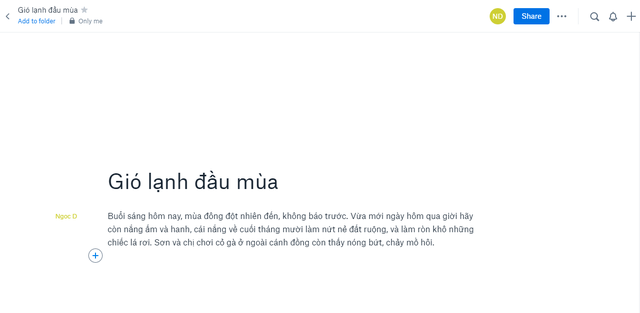 Gió lạnh đầu mùa
Add to folder
Only me
ND
Share
Gió lạnh đầu mùa
Ngọc D
Buổi sáng hôm nay, mùa đông đột nhiên đến, không báo trước. Vừa mới ngày hôm qua giời hãy
còn nắng ấm và hanh, cái nắng về cuối tháng mười làm nứt nẻ đất ruộng, và làm ròn khô những
chiếc lá rơi. Sơn và chị chơi cỏ gà ở ngoài cánh đồng còn thấy nóng bứt, chảy mồ hôi.